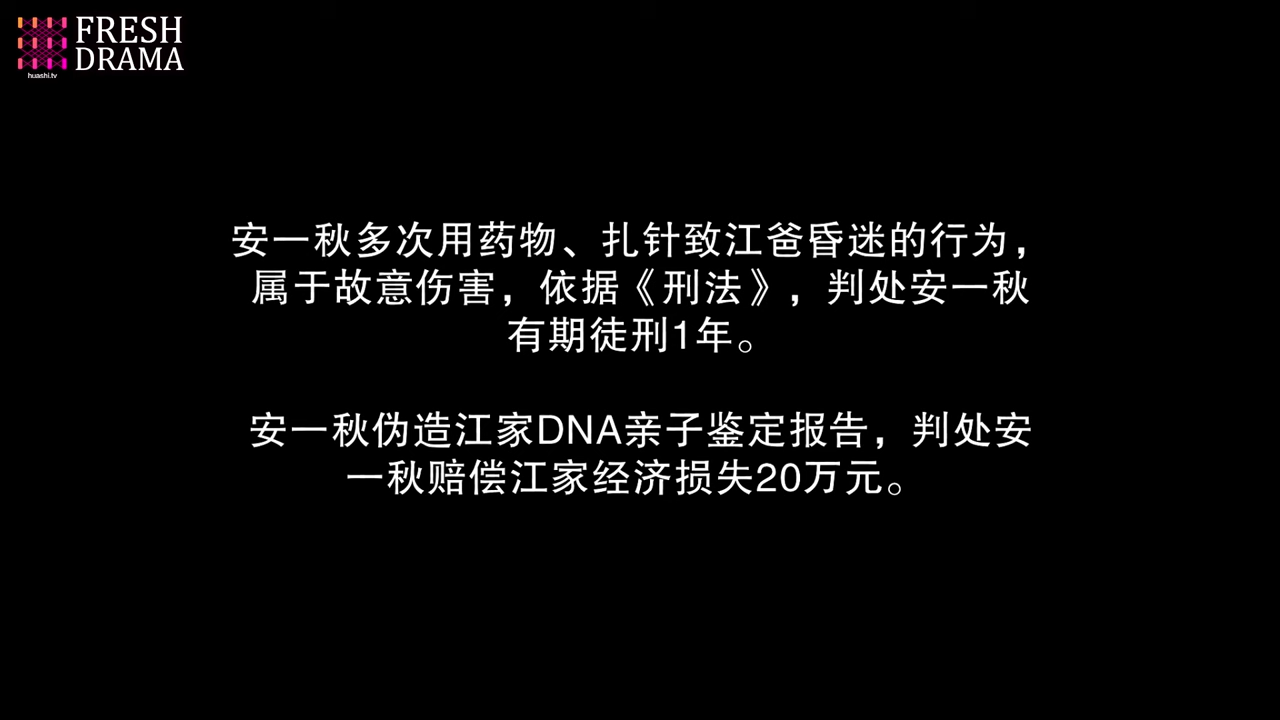 FRESH
DRAMA
huashi.tv
安一秋多次用药物、扎针致江爸昏迷的行为，
属于故意伤害，依据《刑法》，判处安一秋
有期徒刑1年。
安一秋伪造江家DNA亲子鉴定报告，判处安
一秋赔偿江家经济损失20万元。